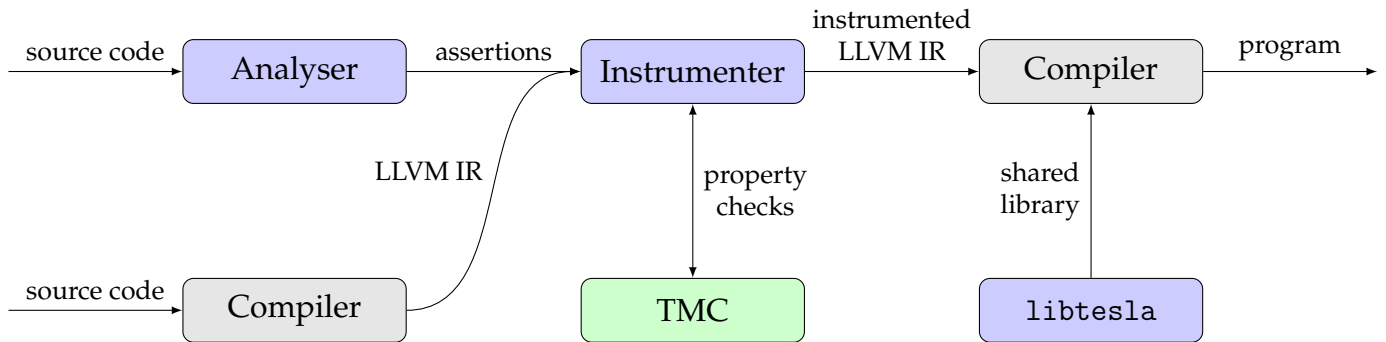 source code
Analyser
assertions
Instrumenter
instrumented
LLVM IR
Compiler
program
LLVM IR
property
checks
shared
library
source code
Compiler
TMC
libtesla